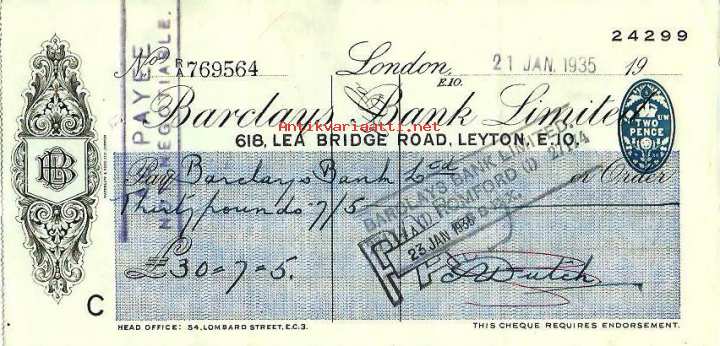 24299
A/C PAYEE
NOT NEGOTIABLE.
No. R/A 769564
London, E.10. 21 JAN. 1935 19
Barclays Bank Limited
Antikvariaatti.net
618, LEA BRIDGE ROAD, LEYTON, E.10.
TWO PENCE
Pay Barclays Bank Ltd or Order
Thirty pounds 7/5
BARCLAYS BANK LIMITED
ROMFORD
23 JAN 1935
PAID
£30=7=5.
LB
C
HEAD OFFICE: 54, LOMBARD STREET, E.C.3.
THIS CHEQUE REQUIRES ENDORSEMENT.